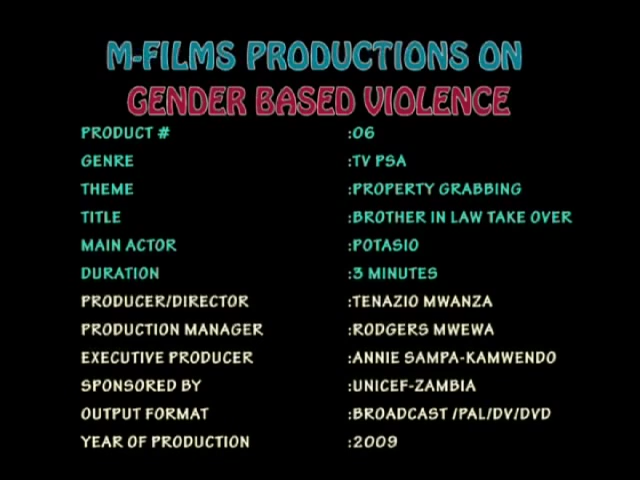 M-FILMS PRODUCTIONS ON
GENDER BASED VIOLENCE
PRODUCT # :06
GENRE :TV PSA
THEME :PROPERTY GRABBING
TITLE :BROTHER IN LAW TAKE OVER
MAIN ACTOR :POTASIO
DURATION :3 MINUTES
PRODUCER/DIRECTOR :TENAZIO MWANZA
PRODUCTION MANAGER :RODGERS MWEWA
EXECUTIVE PRODUCER :ANNIE SAMPA-KAMWENDO
SPONSORED BY :UNICEF-ZAMBIA
OUTPUT FORMAT :BROADCAST /PAL/DV/DVD
YEAR OF PRODUCTION :2009